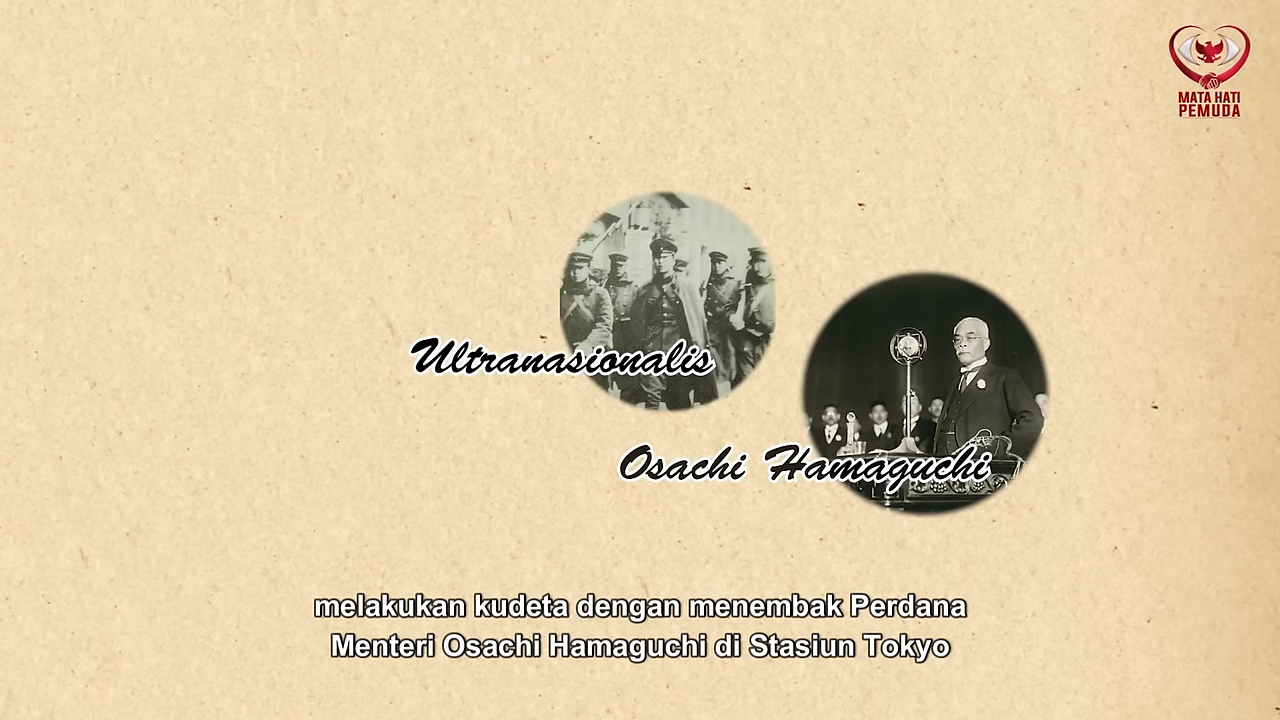 MATA HATI
PEMUDA
Ultranasionalis
Osachi Hamaguchi
melakukan kudeta dengan menembak Perdana
Menteri Osachi Hamaguchi di Stasiun Tokyo